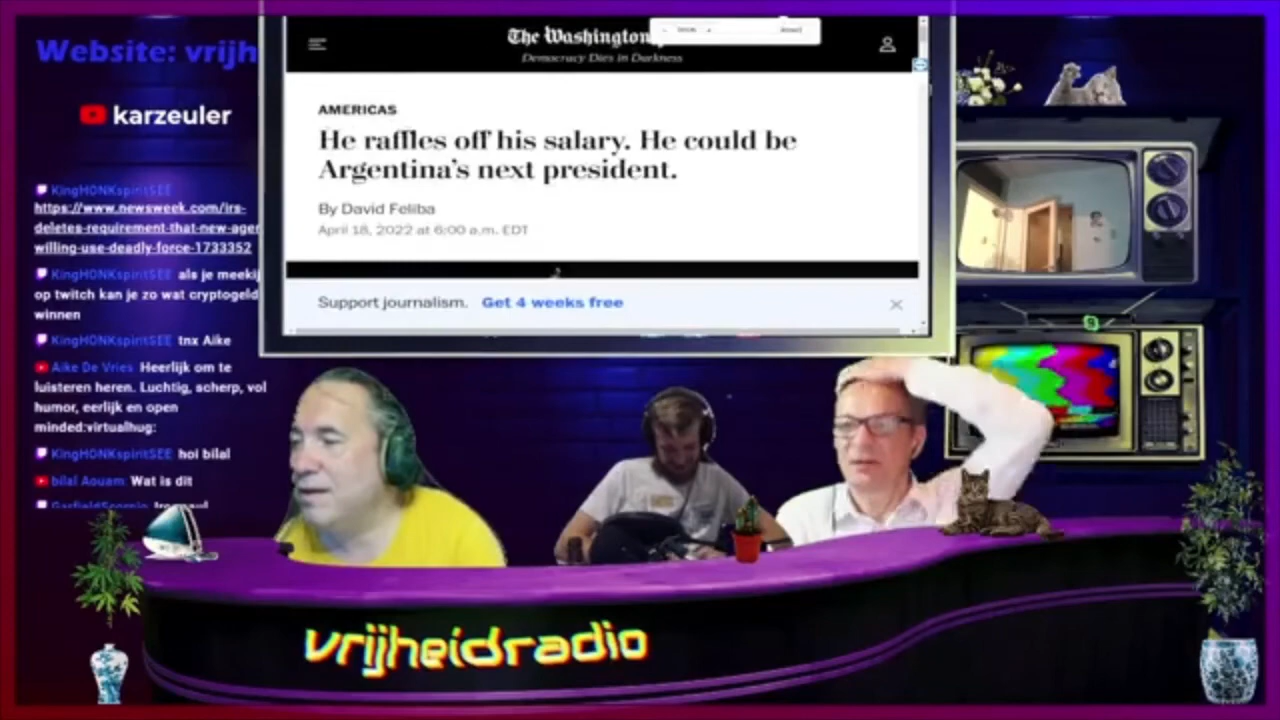 Website: vrijh
karzeuler
KingHONKspiritSEE
https://www.newsweek.com/irs-
deletes-requirement-that-new-agen
willing-use-deadly-force-1733352
KingHONKspiritSEE als je meekij
op twitch kan je zo wat cryptogeld
winnen
KingHONKspiritSEE tnx Aike
Aike De Vries Heerlijk om te
luisteren heren. Luchtig, scherp, vol
humor, eerlijk en open
minded:virtualhug:
KingHONKspiritSEE hoi bilal
bilal Aouam Wat is dit
The Washington
Democracy Dies in Darkness
AMERICAS
He raffles off his salary. He could be
Argentina's next president.
By David Feliba
April 18, 2022 at 6:00 a.m. EDT
Support journalism. Get 4 weeks free
vrijheidradio